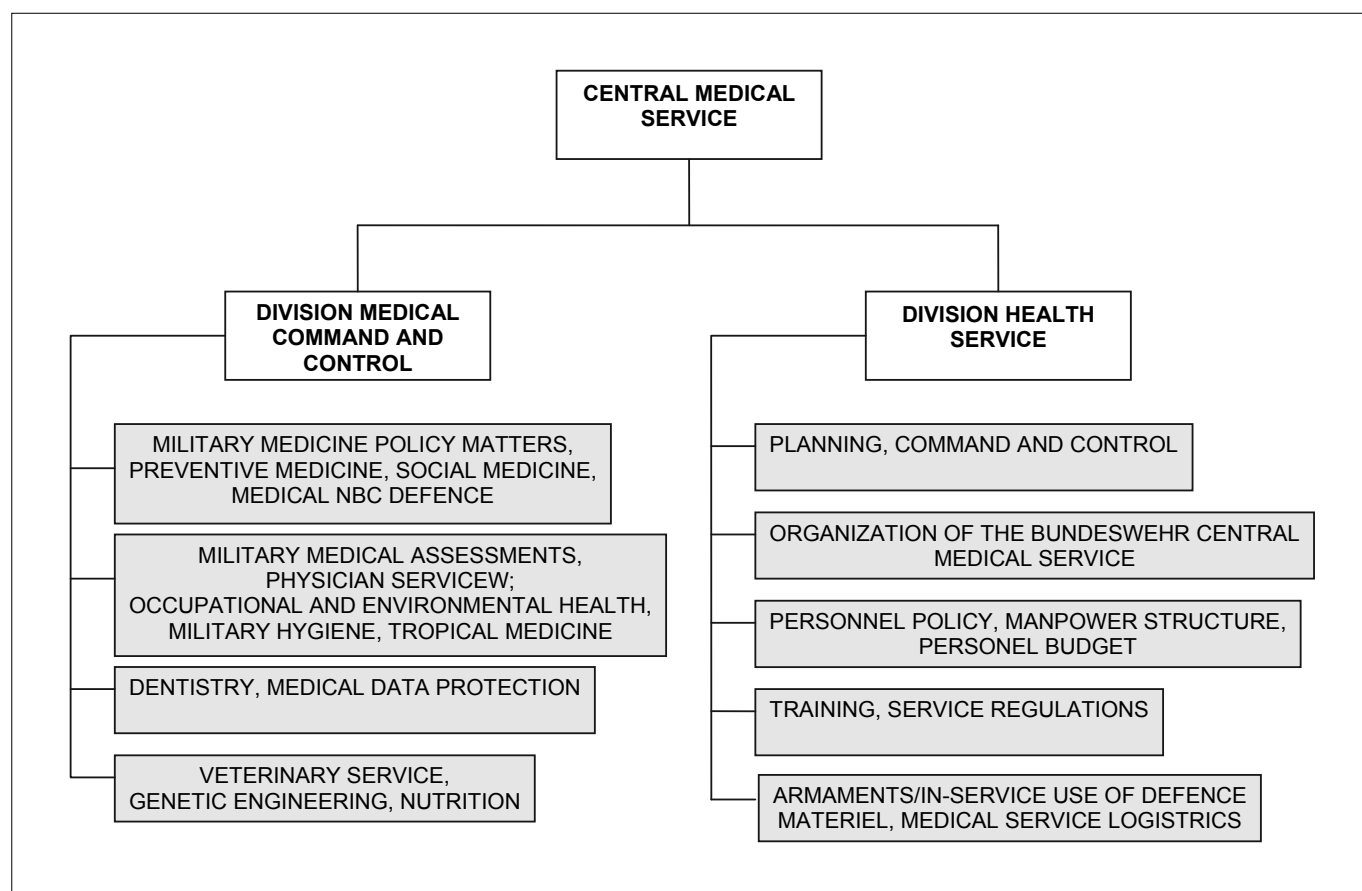 CENTRAL MEDICAL
SERVICE
DIVISION MEDICAL
COMMAND AND
CONTROL
MILITARY MEDICINE POLICY MATTERS,
PREVENTIVE MEDICINE, SOCIAL MEDICINE,
MEDICAL NBC DEFENCE
MILITARY MEDICAL ASSESSMENTS,
PHYSICIAN SERVICEW;
OCCUPATIONAL AND ENVIRONMENTAL HEALTH,
MILITARY HYGIENE, TROPICAL MEDICINE
DENTISTRY, MEDICAL DATA PROTECTION
VETERINARY SERVICE,
GENETIC ENGINEERING, NUTRITION
DIVISION HEALTH
SERVICE
PLANNING, COMMAND AND CONTROL
ORGANIZATION OF THE BUNDESWEHR CENTRAL
MEDICAL SERVICE
PERSONNEL POLICY, MANPOWER STRUCTURE,
PERSONEL BUDGET
TRAINING, SERVICE REGULATIONS
ARMAMENTS/IN-SERVICE USE OF DEFENCE
MATERIEL, MEDICAL SERVICE LOGISTRICS